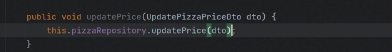 public void updatePrice(UpdatePizzaPriceDto dto) {
this.pizzaRepository.updatePrice(dto);
}